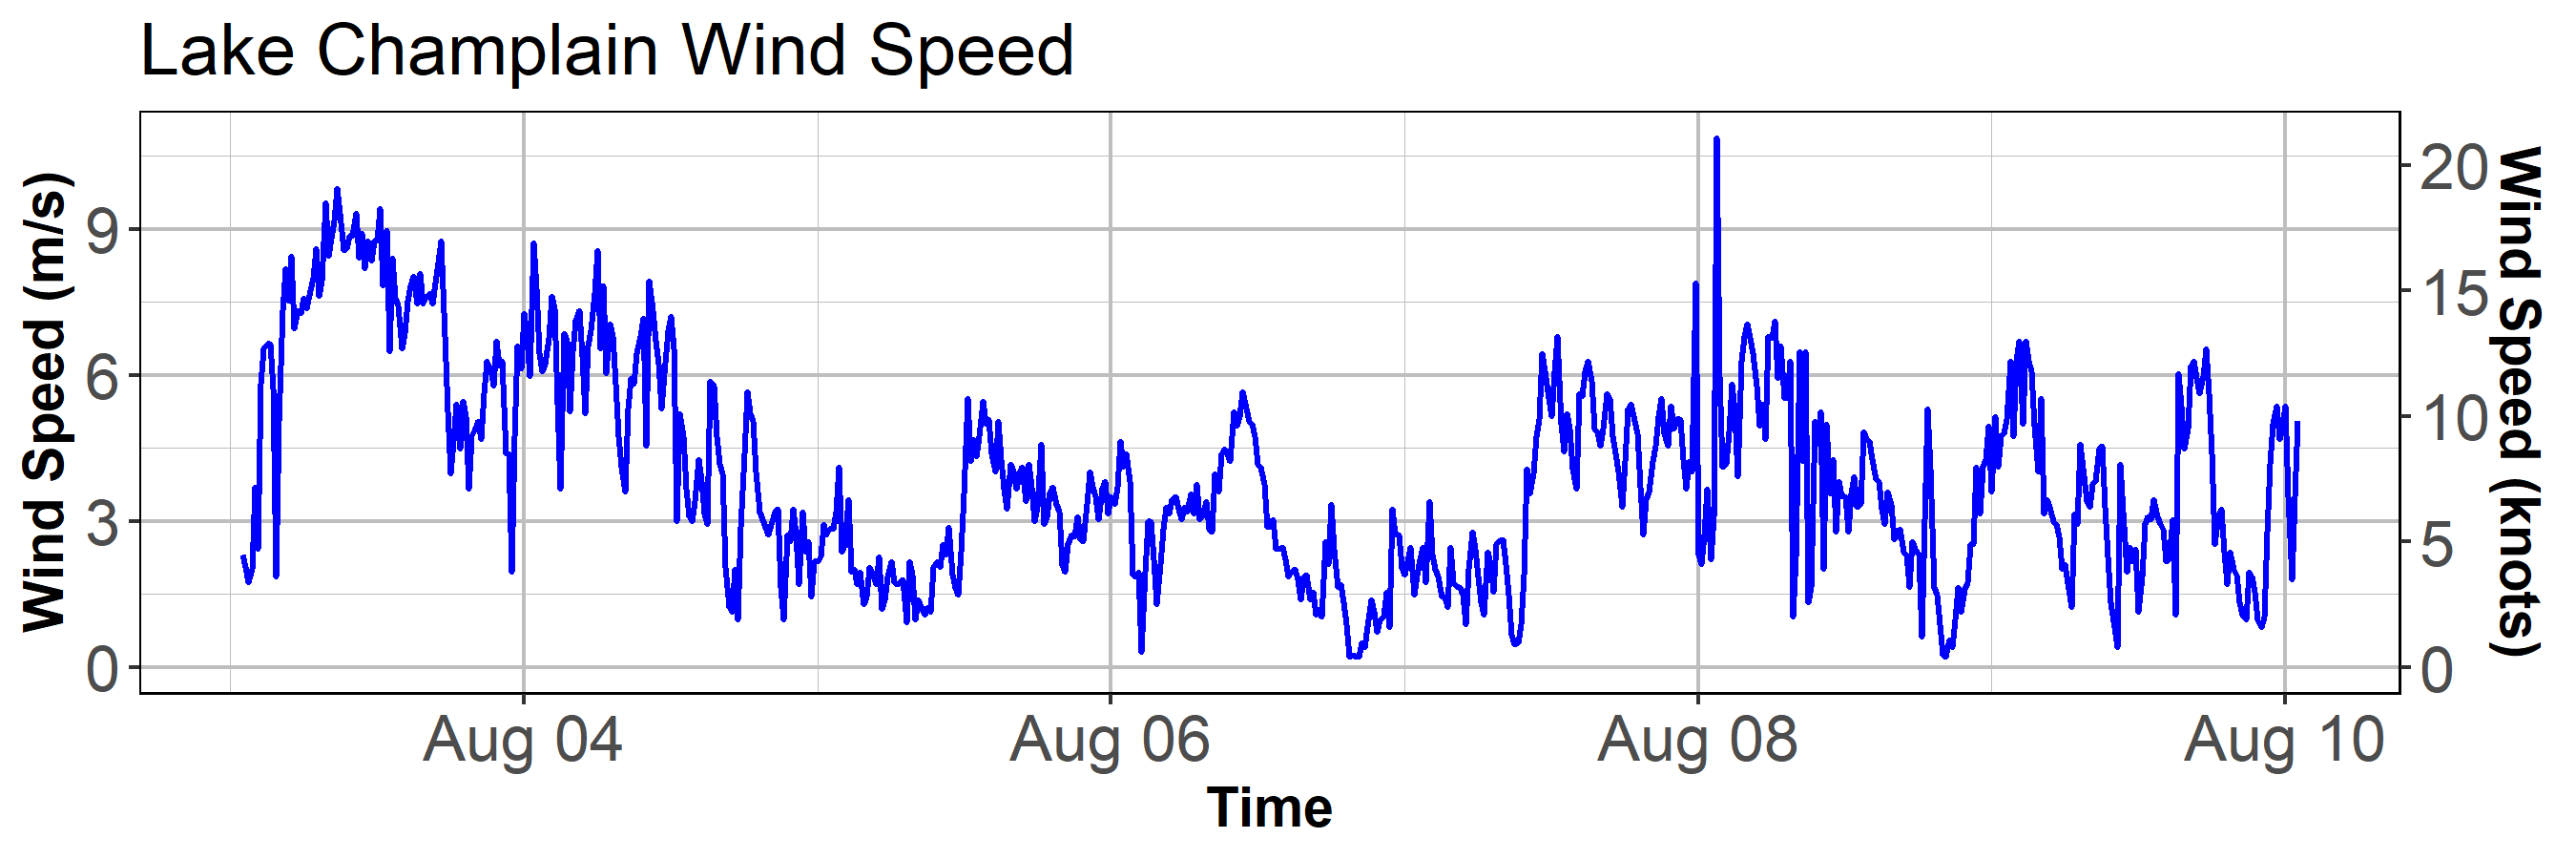 Lake Champlain Wind Speed
Wind Speed (m/s)
9
6
3
0
20
15
10
5
0
Wind Speed (knots)
Aug 04
Aug 06
Aug 08
Aug 10
Time